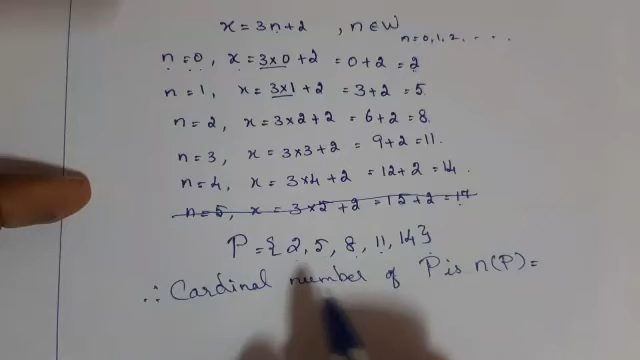 x = 3n+2 , n∈W
n=0,1,2, ....
n=0, x = 3×0+2 = 0+2 = 2
n=1, x = 3×1+2 = 3+2 = 5.
n=2, x = 3×2+2 = 6+2 = 8
n=3, x = 3×3+2 = 9+2 = 11.
n=4, x = 3×4+2 = 12+2 = 14.
n=5, x = 3×5+2 = 15+2 = 17
P = {2, 5, 8, 11, 14}
∴ Cardinal number of P is n(P) =